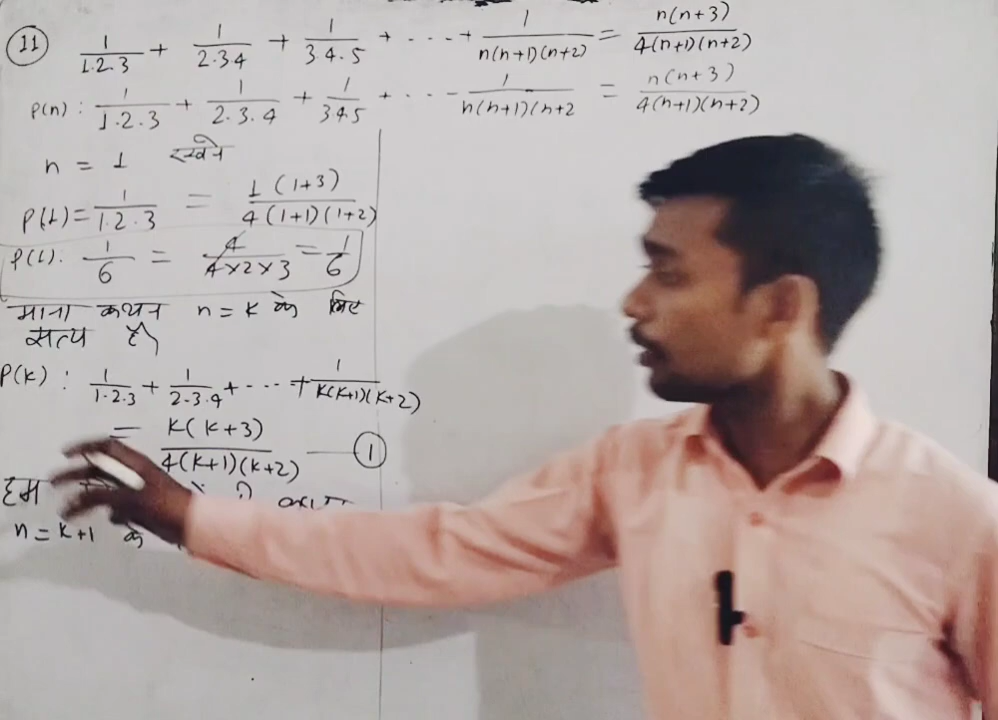 (11) 1/1.2.3 + 1/2.3.4 + 1/3.4.5 + ... + 1/n(n+1)(n+2) = n(n+3)/4(n+1)(n+2)
P(n) : 1/1.2.3 + 1/2.3.4 + 1/3.4.5 + ... 1/n(n+1)(n+2 = n(n+3)/4(n+1)(n+2)
n = 1 रखने
P(1) = 1/1.2.3 = 1(1+3)/4(1+1)(1+2)
P(1): 1/6 = 4/4×2×3 = 1/6
माना कथन n = k के लिए
सत्य है
P(k) : 1/1.2.3 + 1/2.3.4 + ... + 1/k(k+1)(k+2)
= k(k+3)/4(k+1)(k+2) — (1)
हम
n = k+1 के